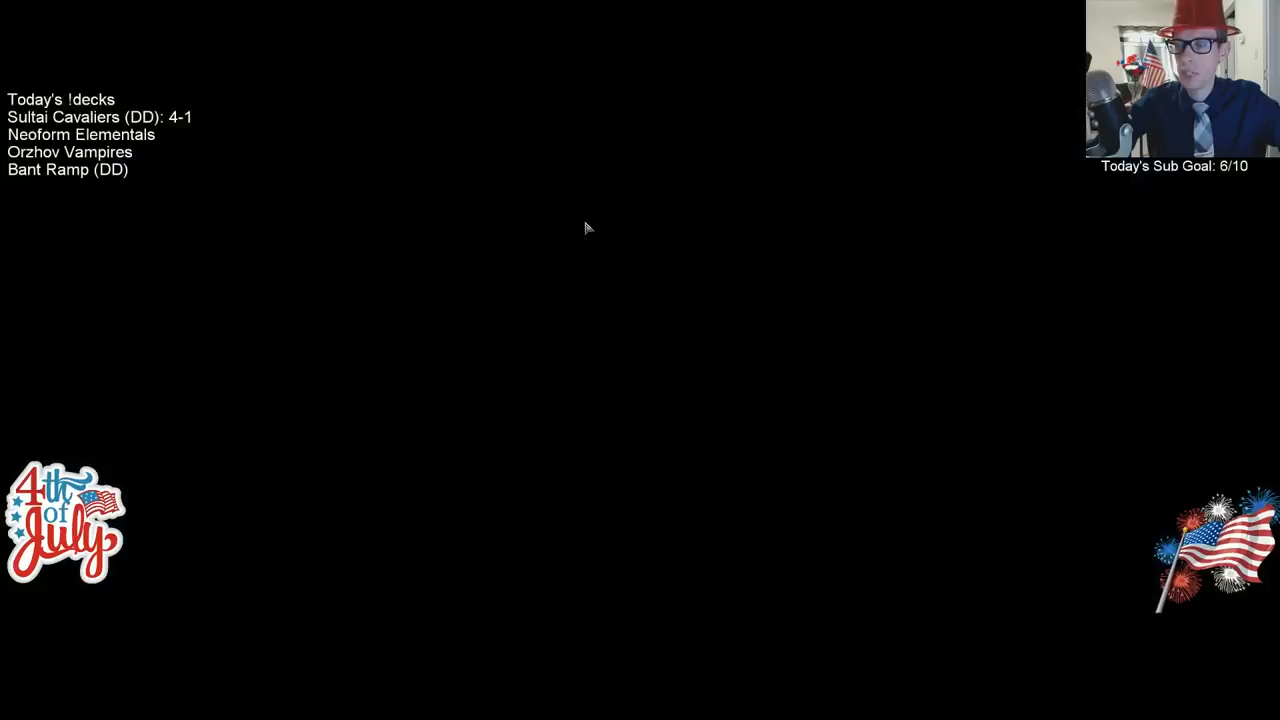 Today's !decks
Sultai Cavaliers (DD): 4-1
Neoform Elementals
Orzhov Vampires
Bant Ramp (DD)
Today's Sub Goal: 6/10
4th
of
July